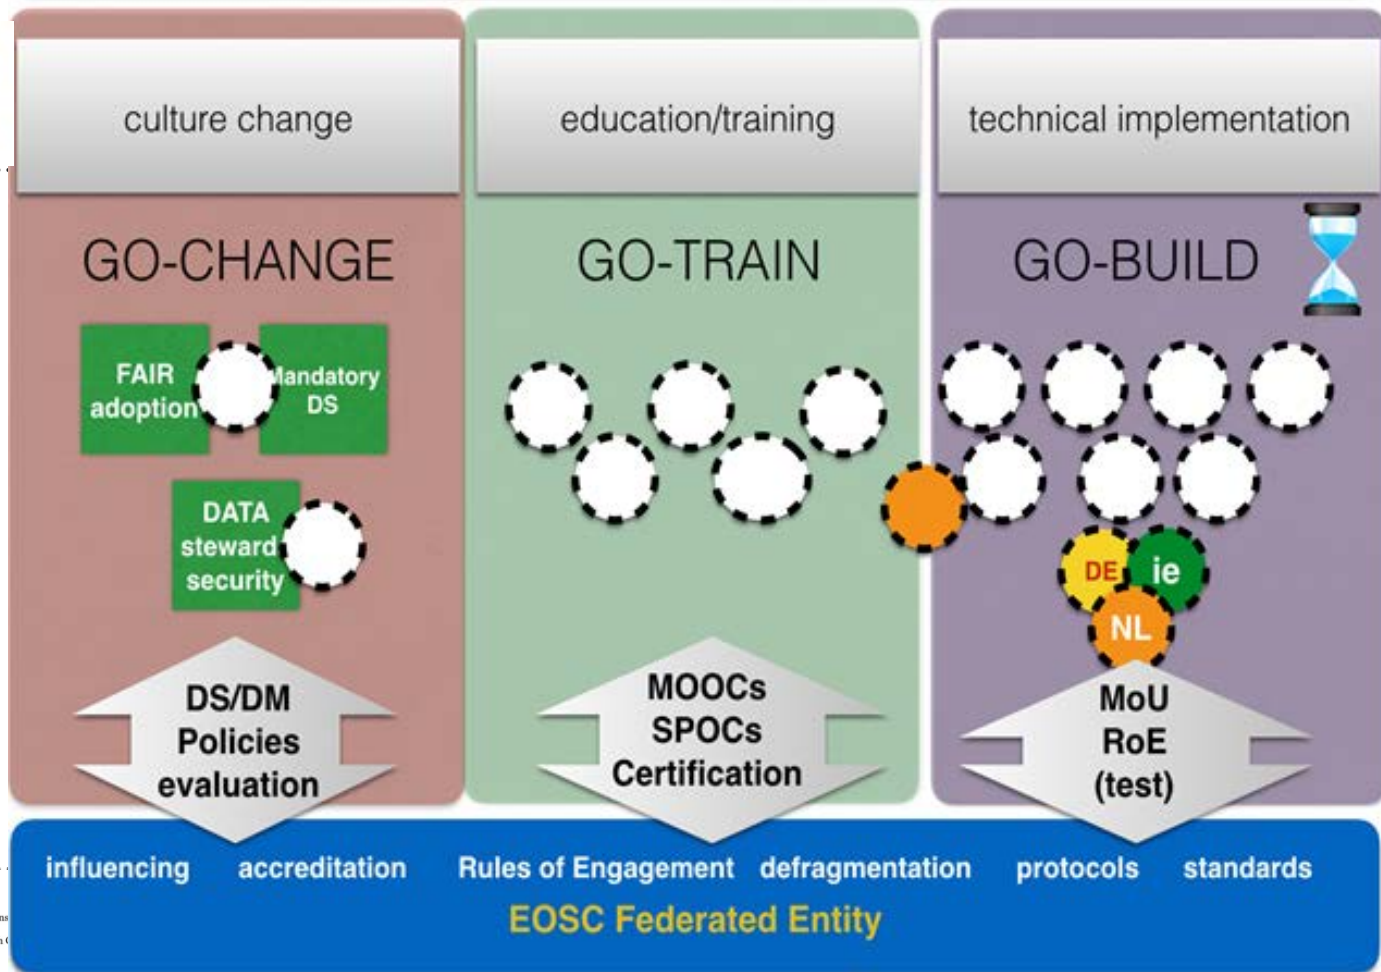 culture change
education/training
technical implementation
GO-CHANGE
GO-TRAIN
GO-BUILD
FAIR
adoption
Mandatory
DS
DATA
steward
security
DE
ie
NL
DS/DM
Policies
evaluation
MOOCs
SPOCs
Certification
MoU
RoE
(test)
influencing accreditation Rules of Engagement defragmentation protocols standards
EOSC Federated Entity